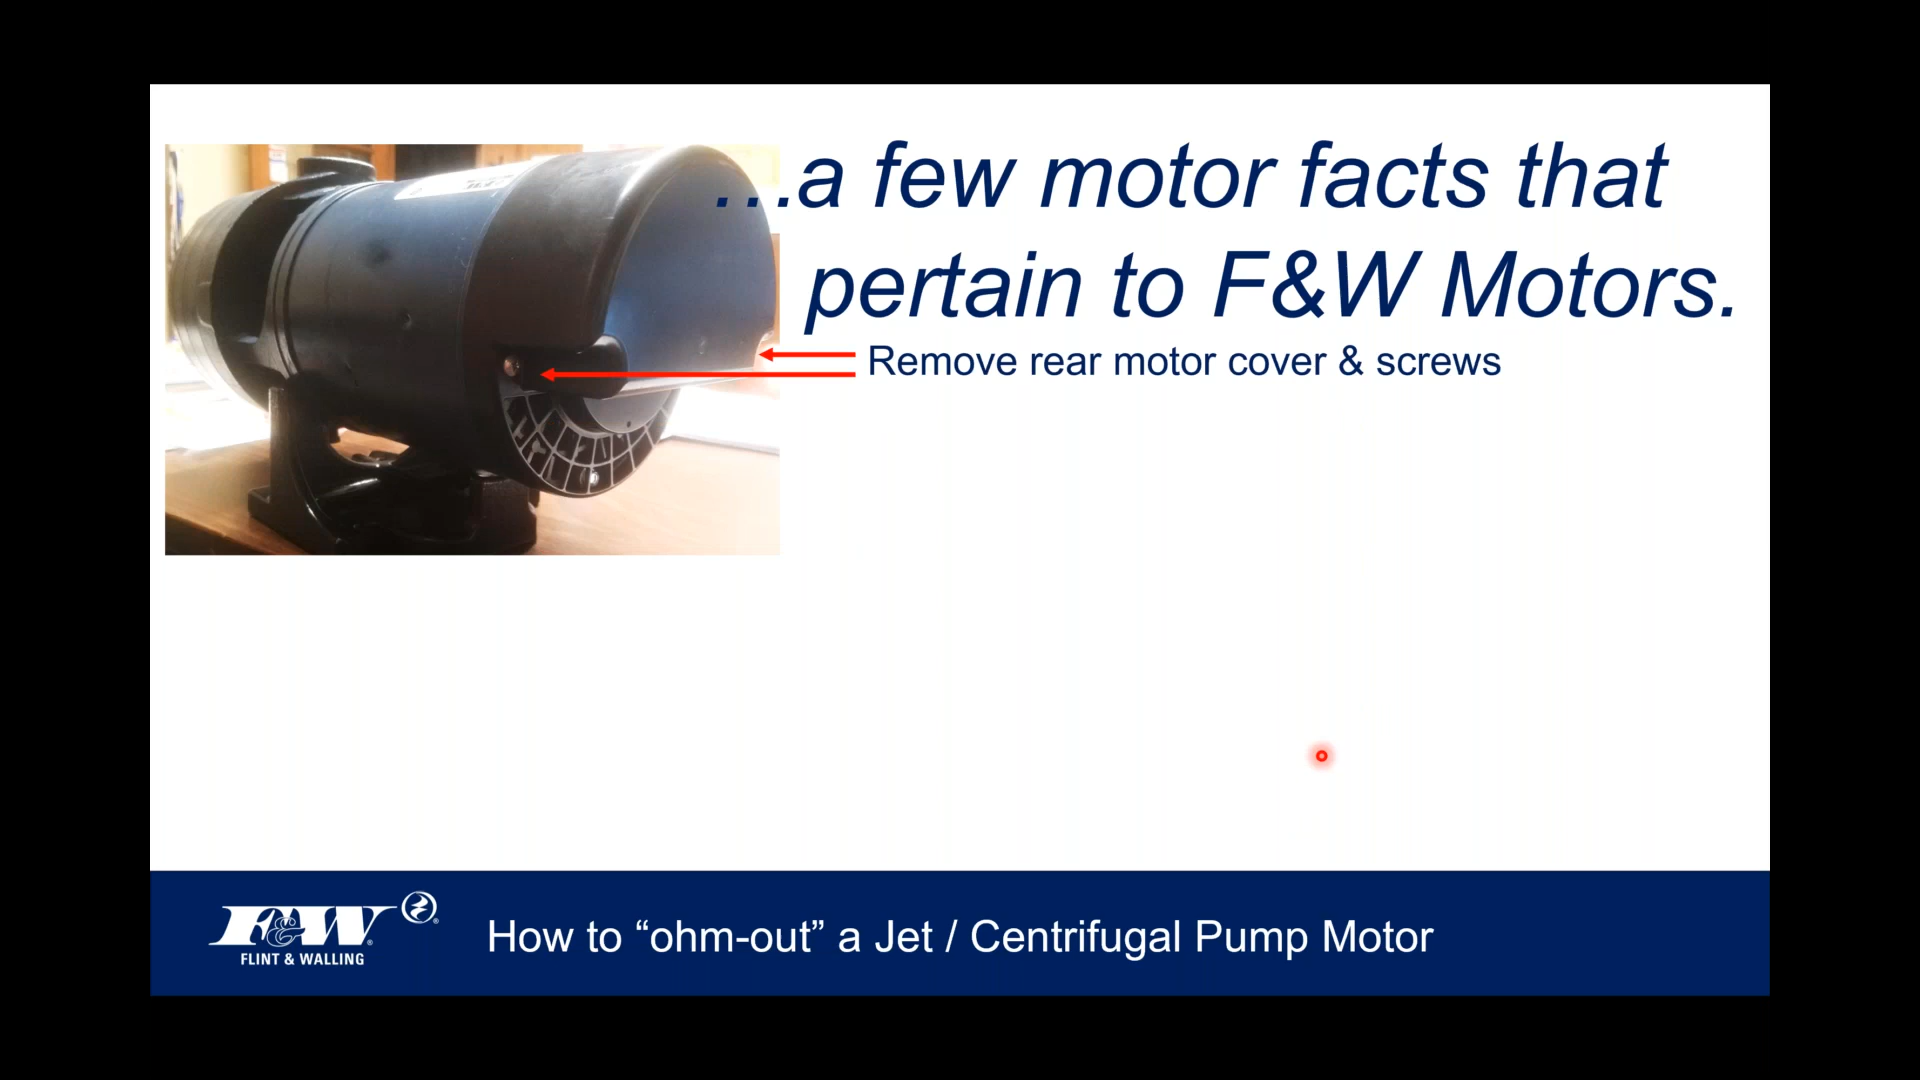 …a few motor facts that
pertain to F&W Motors.
Remove rear motor cover & screws
F&W
FLINT & WALLING
How to “ohm-out” a Jet / Centrifugal Pump Motor